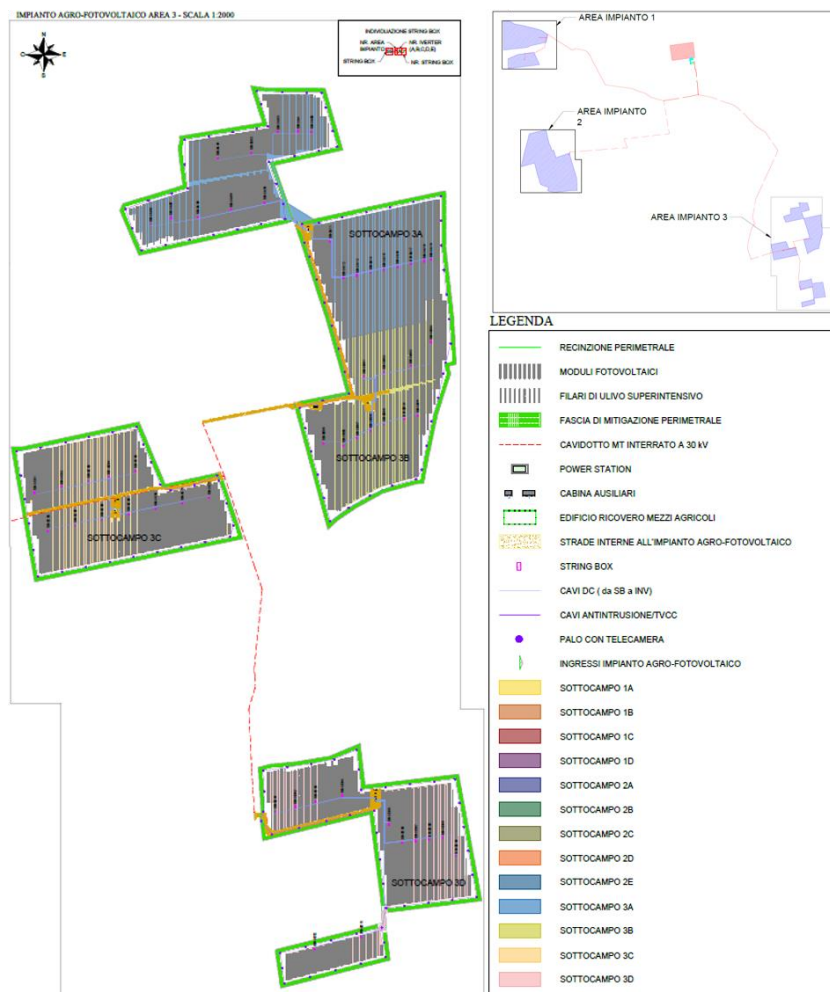 IMPIANTO AGRO-FOTOVOLTAICO AREA 3 - SCALA 1:2000
N
S
INDIVIDUAZIONE STRING BOX
NR. AREA
IMPIANTO
NR. IVERTER
(A,B,C,D,E)
STRING BOX
NR. STRING BOX
SOTTOCAMPO 3A
SOTTOCAMPO 3B
SOTTOCAMPO 3C
SOTTOCAMPO 3D
AREA IMPIANTO 1
AREA IMPIANTO
2
AREA IMPIANTO 3
LEGENDA
RECINZIONE PERIMETRALE
MODULI FOTOVOLTAICI
FILARI DI ULIVO SUPERINTENSIVO
FASCIA DI MITIGAZIONE PERIMETRALE
CAVIDOTTO MT INTERRATO A 30 kV
POWER STATION
CABINA AUSILIARI
EDIFICIO RICOVERO MEZZI AGRICOLI
STRADE INTERNE ALL'IMPIANTO AGRO-FOTOVOLTAICO
STRING BOX
CAVI DC ( da SB a INV)
CAVI ANTINTRUSIONE/TVCC
PALO CON TELECAMERA
INGRESSI IMPIANTO AGRO-FOTOVOLTAICO
SOTTOCAMPO 1A
SOTTOCAMPO 1B
SOTTOCAMPO 1C
SOTTOCAMPO 1D
SOTTOCAMPO 2A
SOTTOCAMPO 2B
SOTTOCAMPO 2C
SOTTOCAMPO 2D
SOTTOCAMPO 2E
SOTTOCAMPO 3A
SOTTOCAMPO 3B
SOTTOCAMPO 3C
SOTTOCAMPO 3D